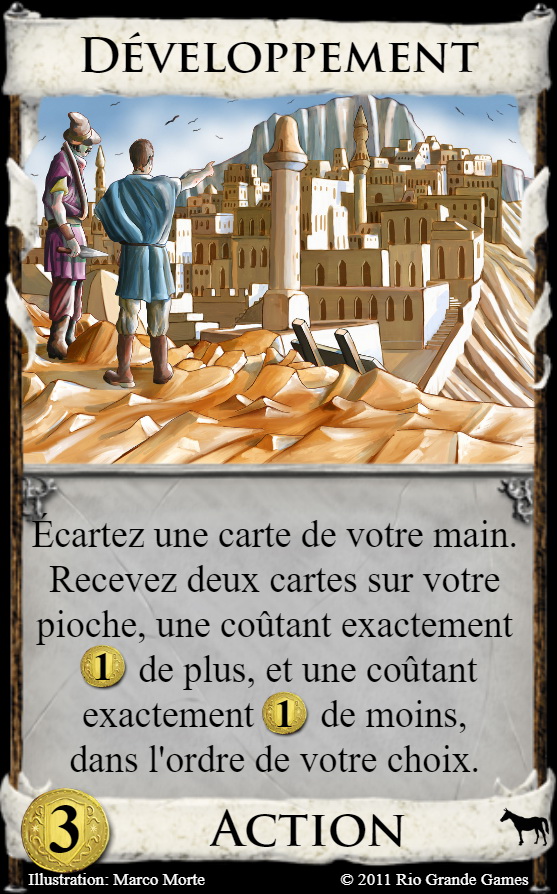 Développement
Écartez une carte de votre main.
Recevez deux cartes sur votre
pioche, une coûtant exactement
1 de plus, et une coûtant
exactement 1 de moins,
dans l'ordre de votre choix.
3 Action
Illustration: Marco Morte © 2011 Rio Grande Games